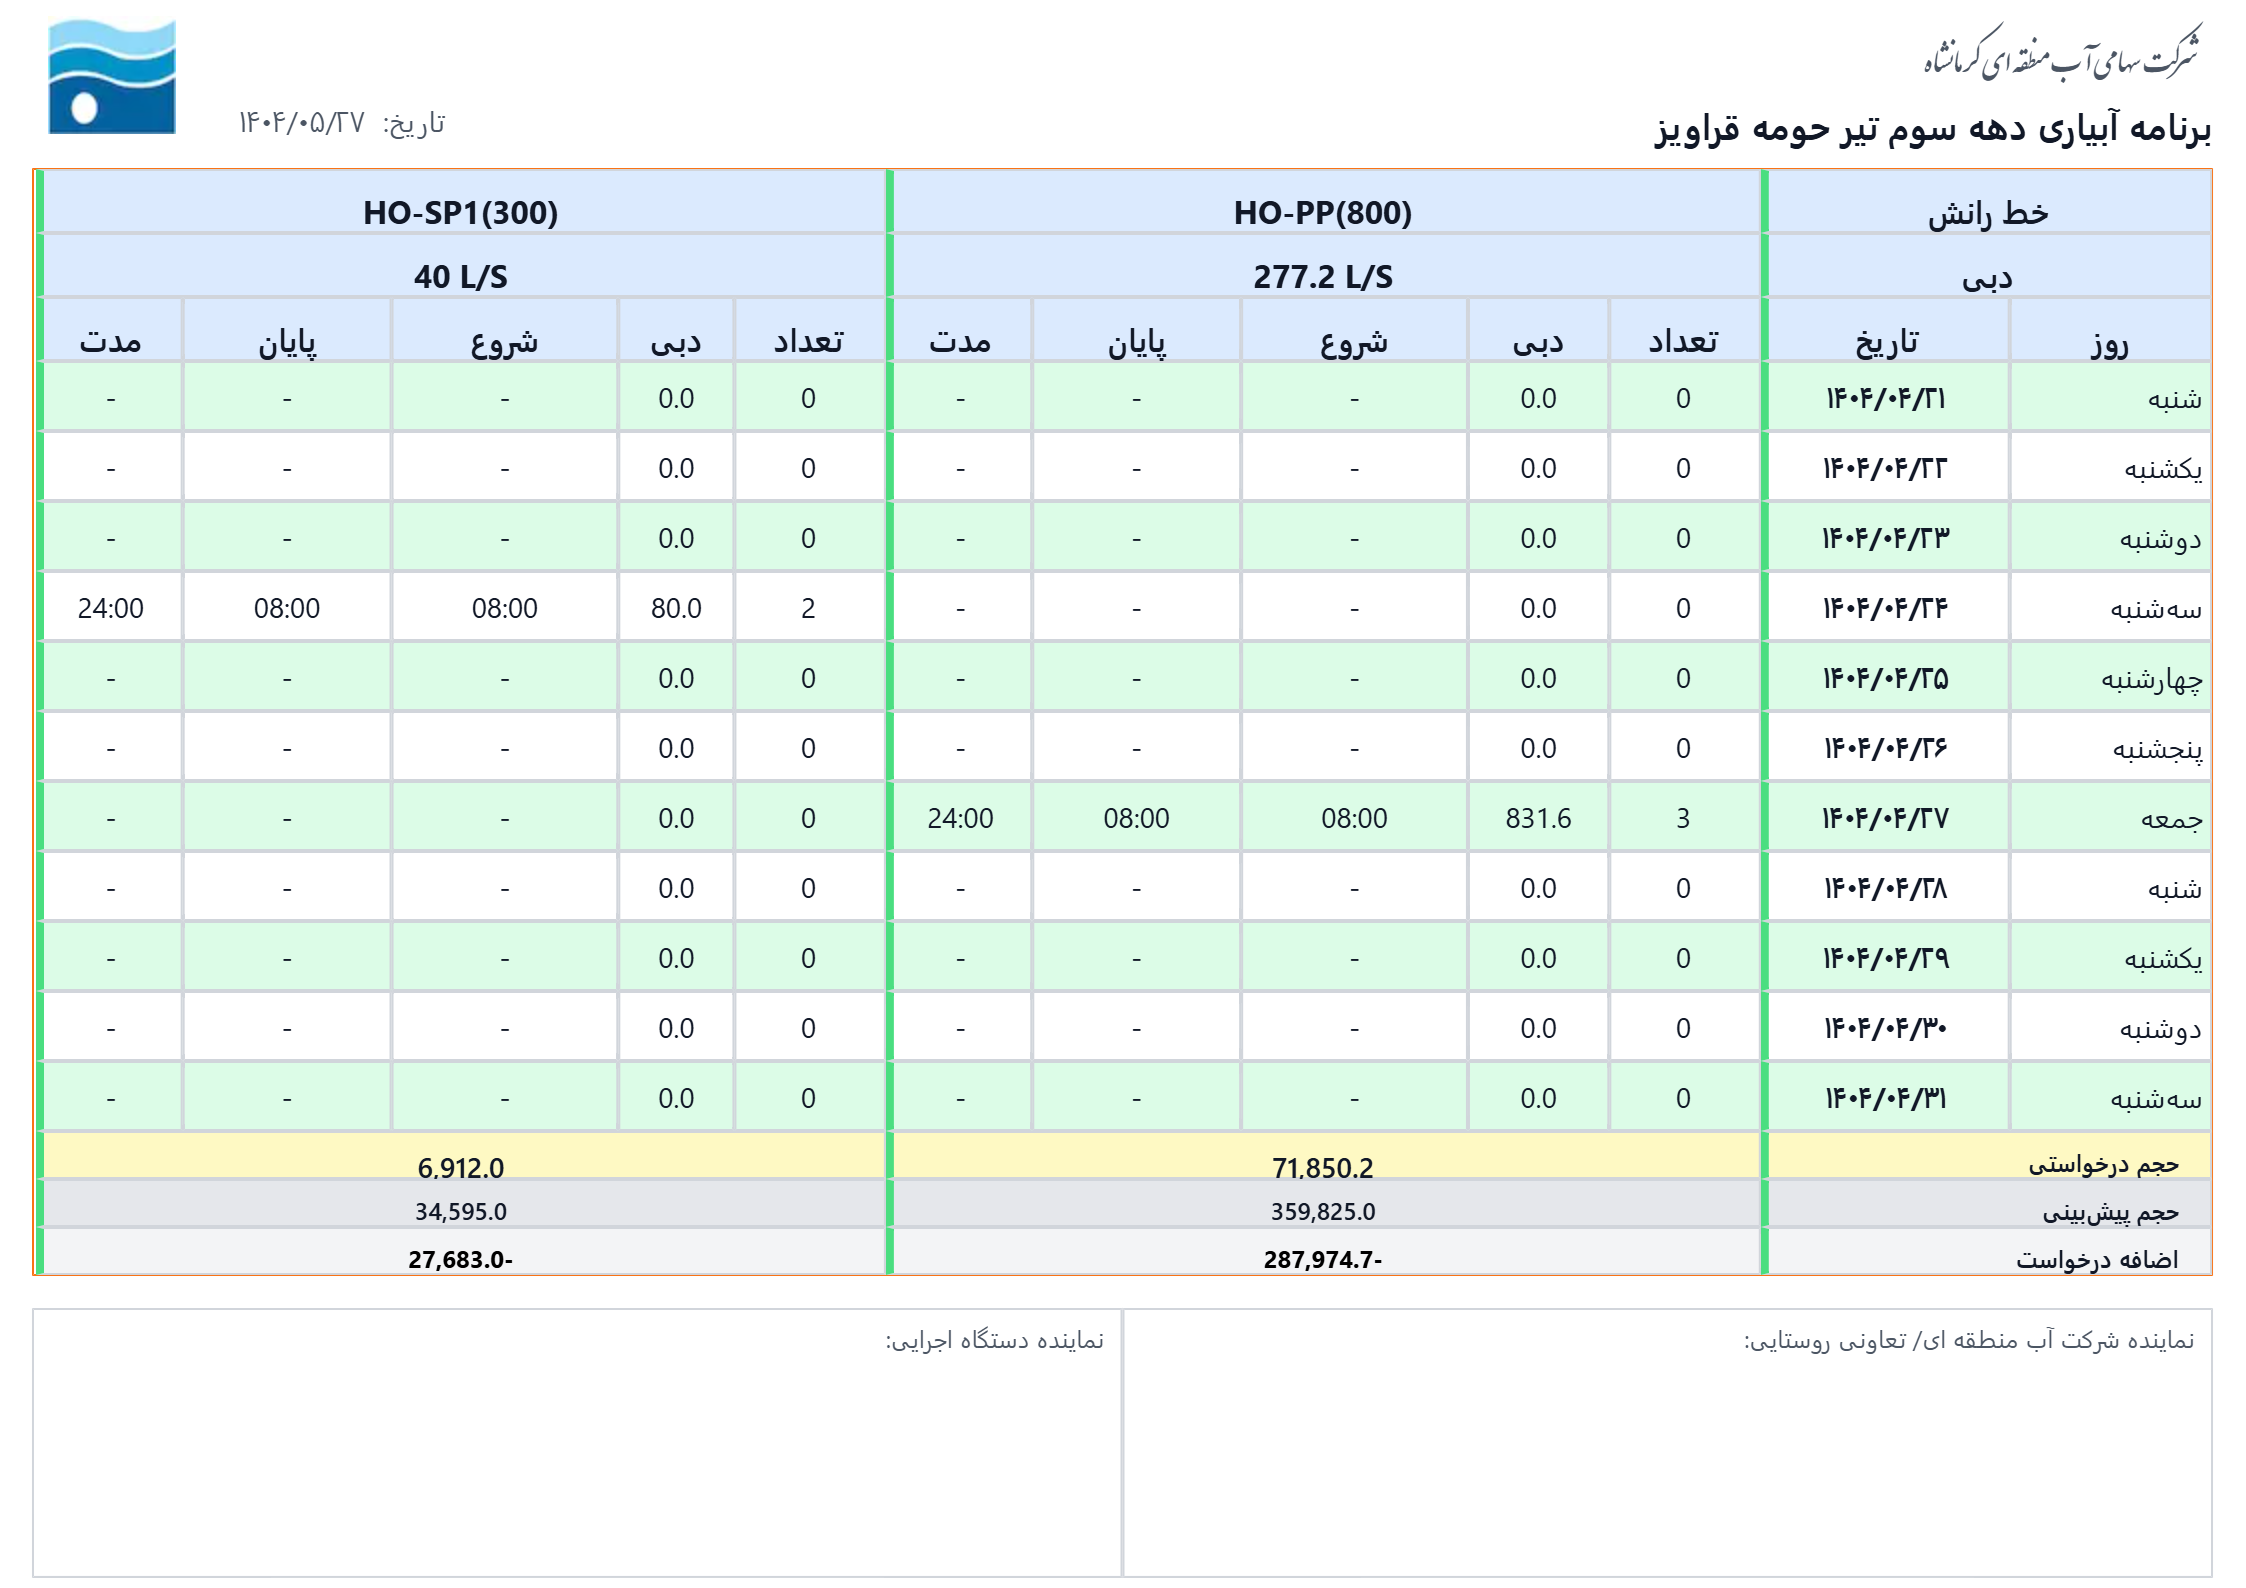 شرکت سهامی آب منطقه ای کرمانشاه
برنامه آبیاری دهه سوم تیر حومه قراویز
تاریخ: ۱۴۰۴/۰۵/۲۷
خط رانش HO-PP(800) HO-SP1(300)
دبی 277.2 L/S 40 L/S
روز تاریخ تعداد دبی شروع پایان مدت تعداد دبی شروع پایان مدت
شنبه ۱۴۰۴/۰۴/۲۱ 0 0.0 - - - 0 0.0 - - -
یکشنبه ۱۴۰۴/۰۴/۲۲ 0 0.0 - - - 0 0.0 - - -
دوشنبه ۱۴۰۴/۰۴/۲۳ 0 0.0 - - - 0 0.0 - - -
سه‌شنبه ۱۴۰۴/۰۴/۲۴ 0 0.0 - - - 2 80.0 08:00 08:00 24:00
چهارشنبه ۱۴۰۴/۰۴/۲۵ 0 0.0 - - - 0 0.0 - - -
پنجشنبه ۱۴۰۴/۰۴/۲۶ 0 0.0 - - - 0 0.0 - - -
جمعه ۱۴۰۴/۰۴/۲۷ 3 831.6 08:00 08:00 24:00 0 0.0 - - -
شنبه ۱۴۰۴/۰۴/۲۸ 0 0.0 - - - 0 0.0 - - -
یکشنبه ۱۴۰۴/۰۴/۲۹ 0 0.0 - - - 0 0.0 - - -
دوشنبه ۱۴۰۴/۰۴/۳۰ 0 0.0 - - - 0 0.0 - - -
سه‌شنبه ۱۴۰۴/۰۴/۳۱ 0 0.0 - - - 0 0.0 - - -
حجم درخواستی 71,850.2 6,912.0
حجم پیش‌بینی 359,825.0 34,595.0
اضافه درخواست 287,974.7- 27,683.0-
نماینده شرکت آب منطقه ای/ تعاونی روستایی:
نماینده دستگاه اجرایی: